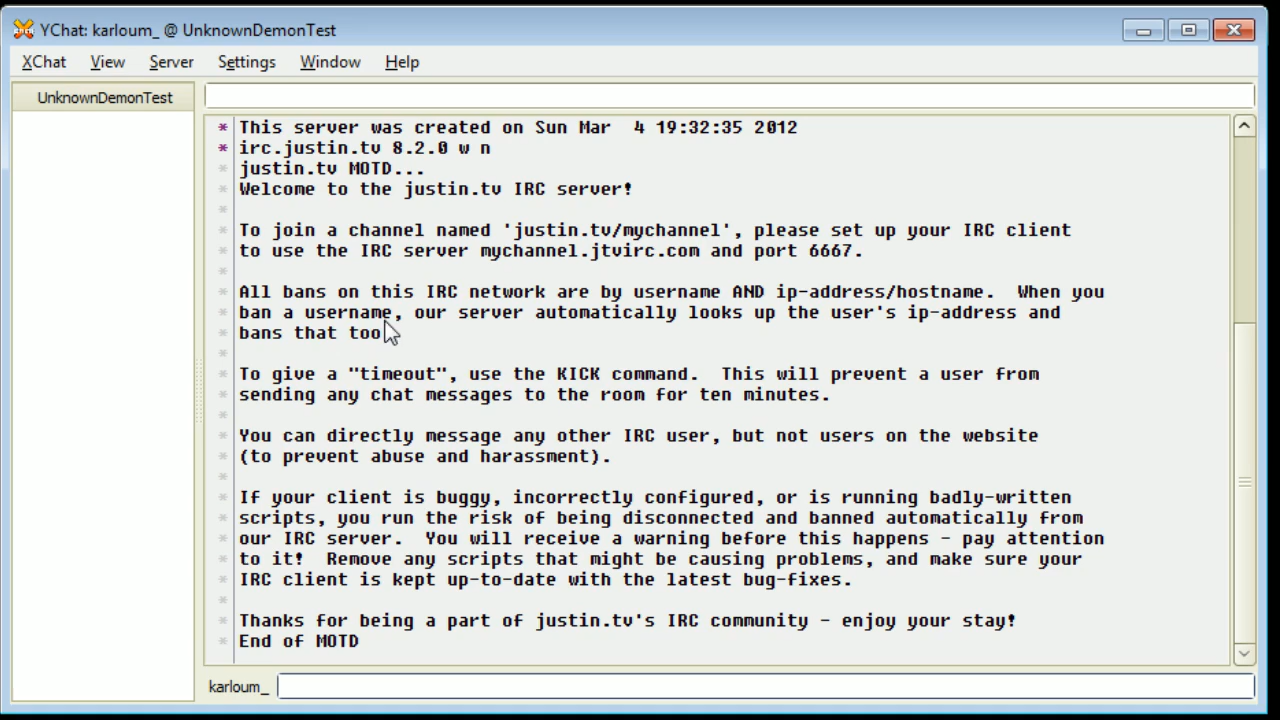 YChat: karloum_ @ UnknownDemonTest
XChat View Server Settings Window Help
UnknownDemonTest
* This server was created on Sun Mar  4 19:32:35 2012
* irc.justin.tv 8.2.0 w n
* justin.tv MOTD...
* Welcome to the justin.tv IRC server!
*
* To join a channel named 'justin.tv/mychannel', please set up your IRC client
* to use the IRC server mychannel.jtvirc.com and port 6667.
*
* All bans on this IRC network are by username AND ip-address/hostname.  When you
* ban a username, our server automatically looks up the user's ip-address and
* bans that too
*
* To give a "timeout", use the KICK command.  This will prevent a user from
* sending any chat messages to the room for ten minutes.
*
* You can directly message any other IRC user, but not users on the website
* (to prevent abuse and harassment).
*
* If your client is buggy, incorrectly configured, or is running badly-written
* scripts, you run the risk of being disconnected and banned automatically from
* our IRC server.  You will receive a warning before this happens - pay attention
* to it!  Remove any scripts that might be causing problems, and make sure your
* IRC client is kept up-to-date with the latest bug-fixes.
*
* Thanks for being a part of justin.tv's IRC community - enjoy your stay!
* End of MOTD
karloum_